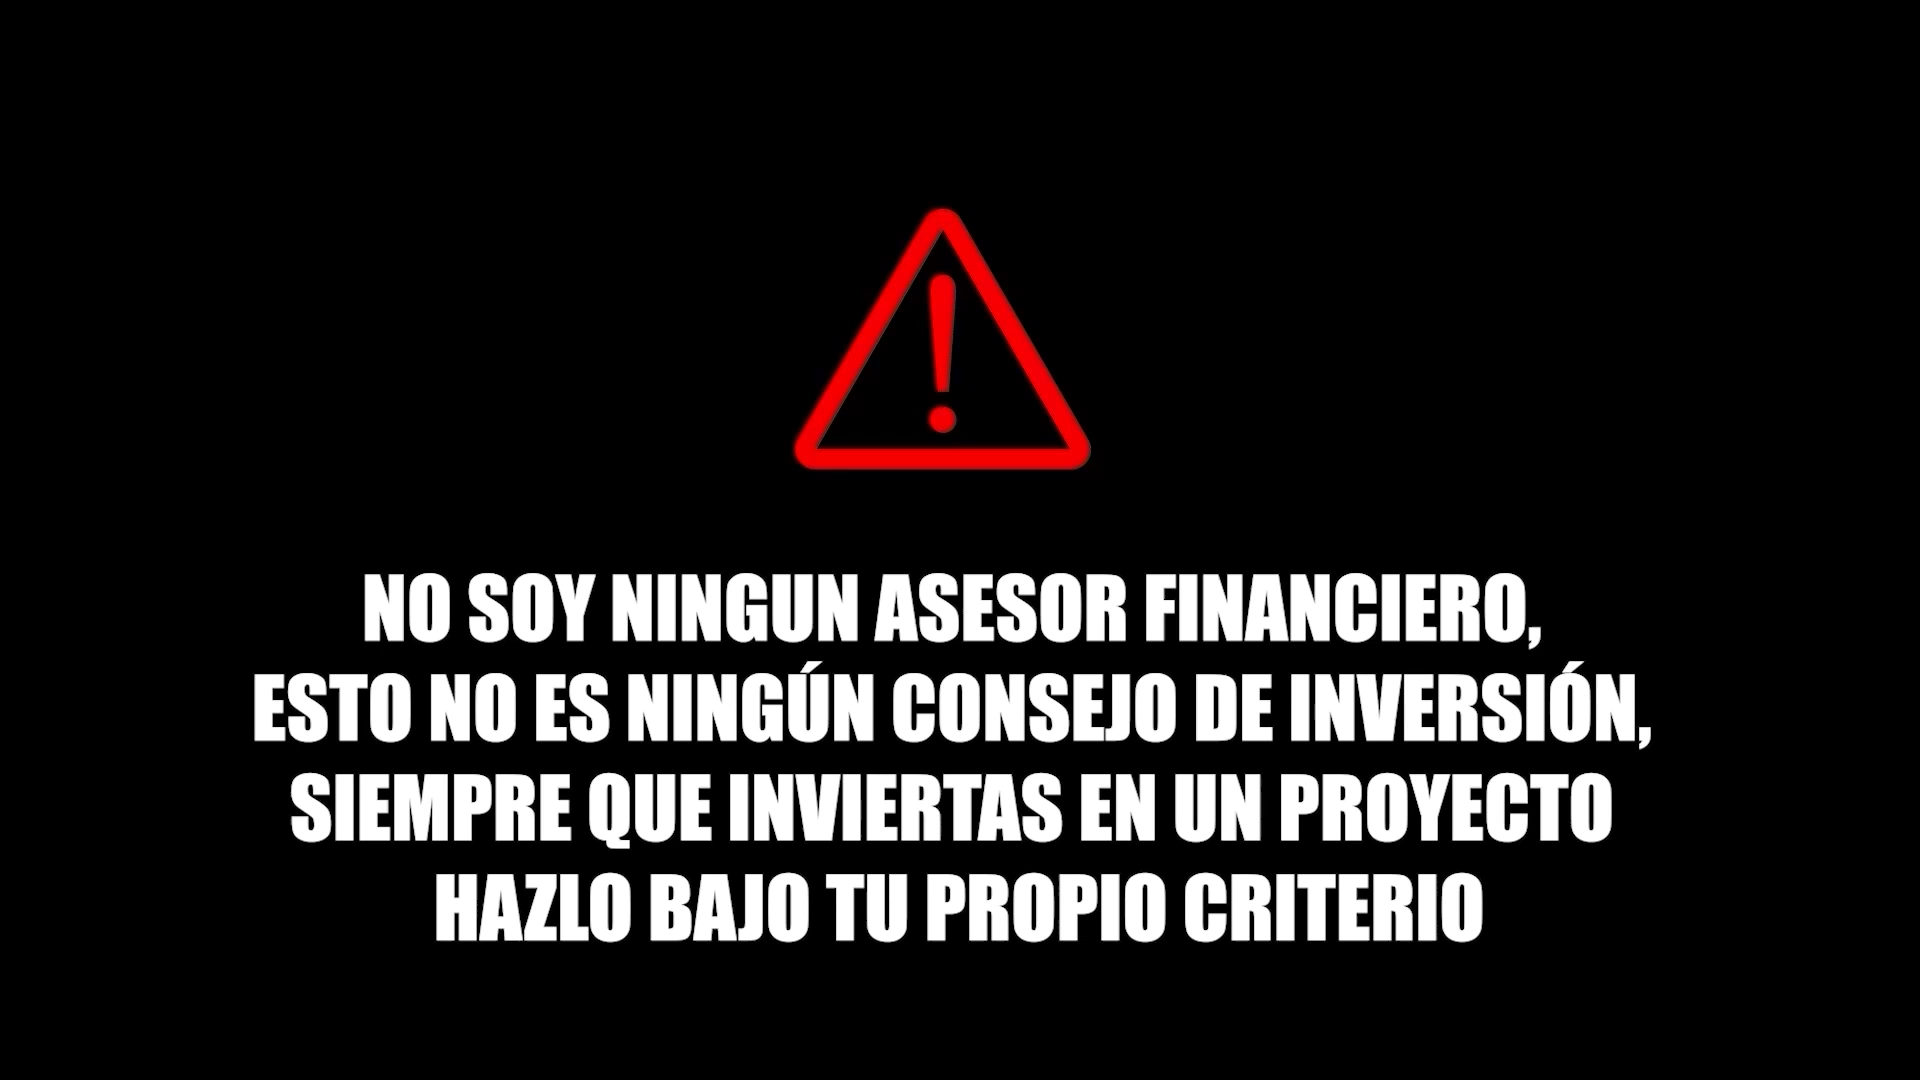 NO SOY NINGUN ASESOR FINANCIERO,
ESTO NO ES NINGÚN CONSEJO DE INVERSIÓN,
SIEMPRE QUE INVIERTAS EN UN PROYECTO
HAZLO BAJO TU PROPIO CRITERIO